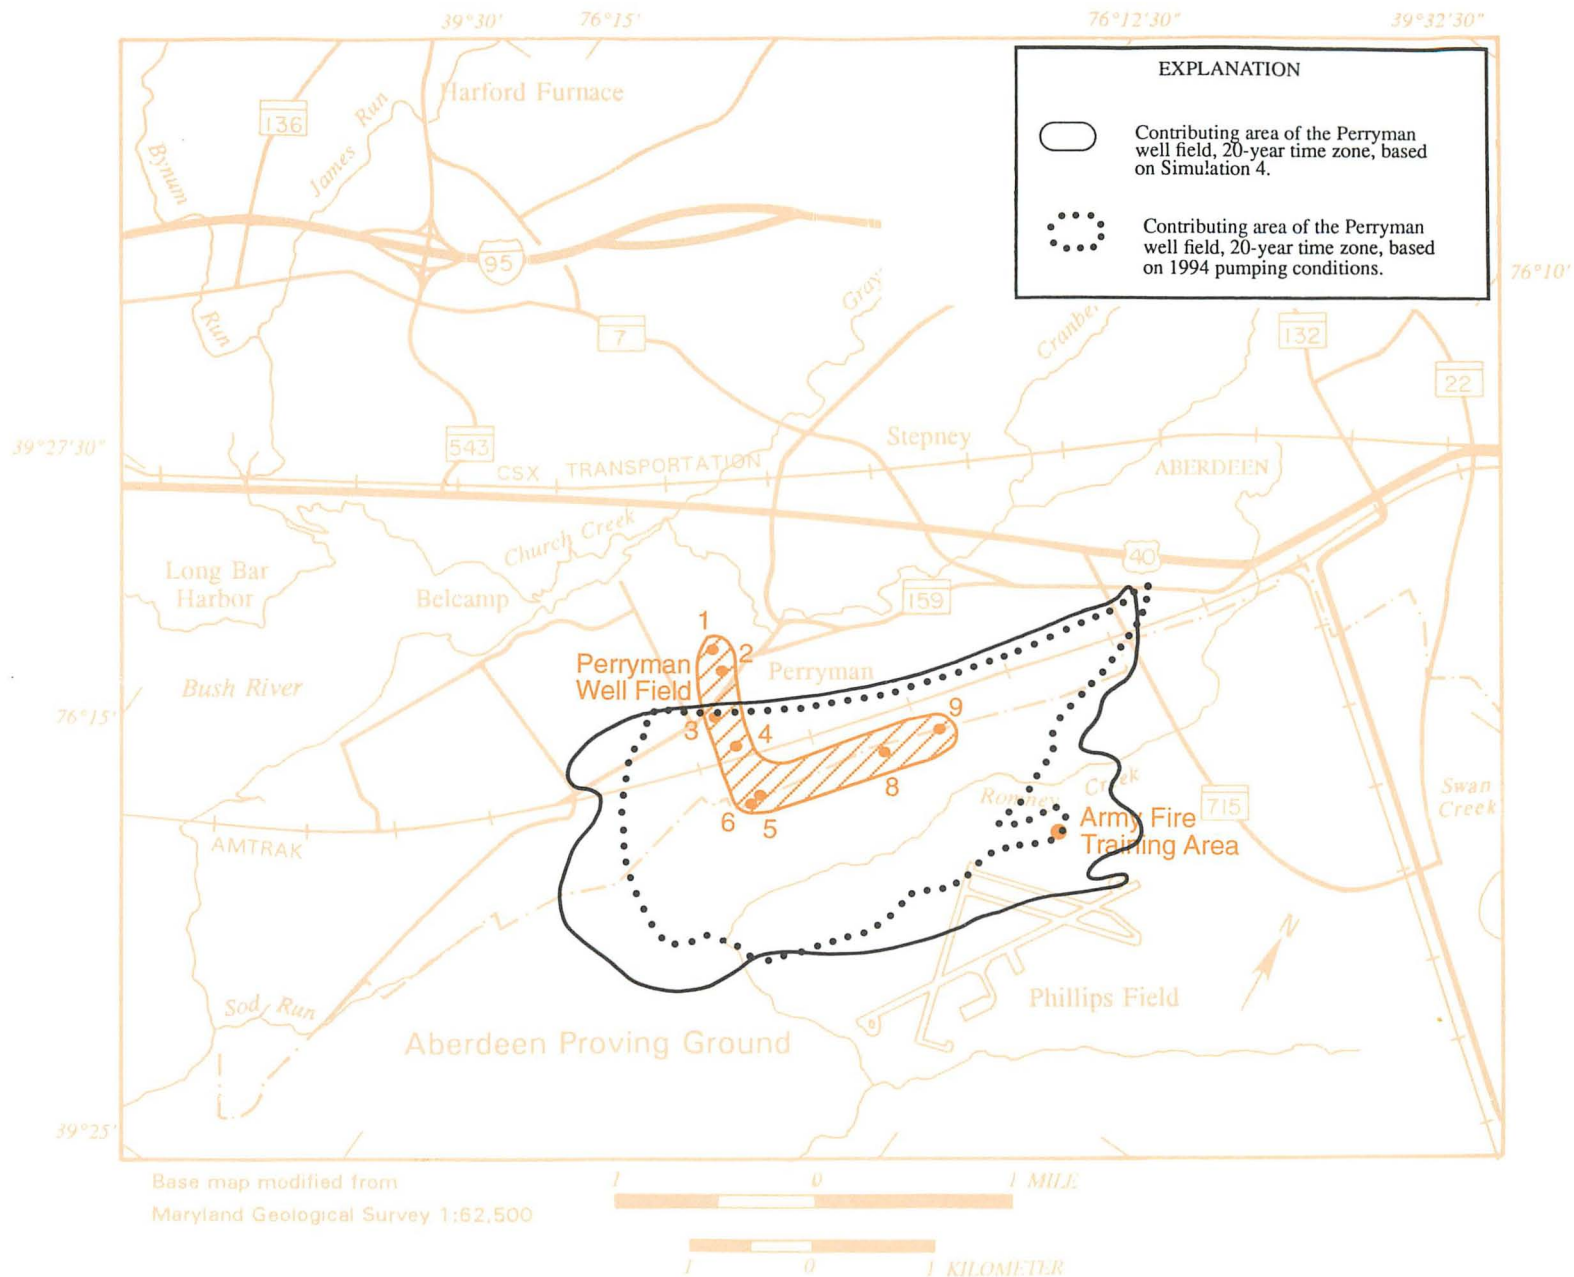 39°30'
76°15'
76°12'30"
39°32'30"
EXPLANATION
Contributing area of the Perryman
well field, 20-year time zone, based
on Simulation 4.
Contributing area of the Perryman
well field, 20-year time zone, based
on 1994 pumping conditions.
Harford Furnace
136
James Run
Bynum
Run
95
76°10'
Gray
Cranber
7
132
22
39°27'30"
543
Stepney
CSX TRANSPORTATION
ABERDEEN
Church Creek
40
Long Bar
Harbor
Belcamp
159
1
2
Perryman
Well Field
Perryman
Bush River
76°15'
3
4
9
8
6
5
Romney Creek
715
Swan
Creek
Army Fire
Training Area
AMTRAK
N
Phillips Field
Sod Run
Aberdeen Proving Ground
39°25'
Base map modified from
Maryland Geological Survey 1:62,500
1 0 1 MILE
1 0 1 KILOMETER